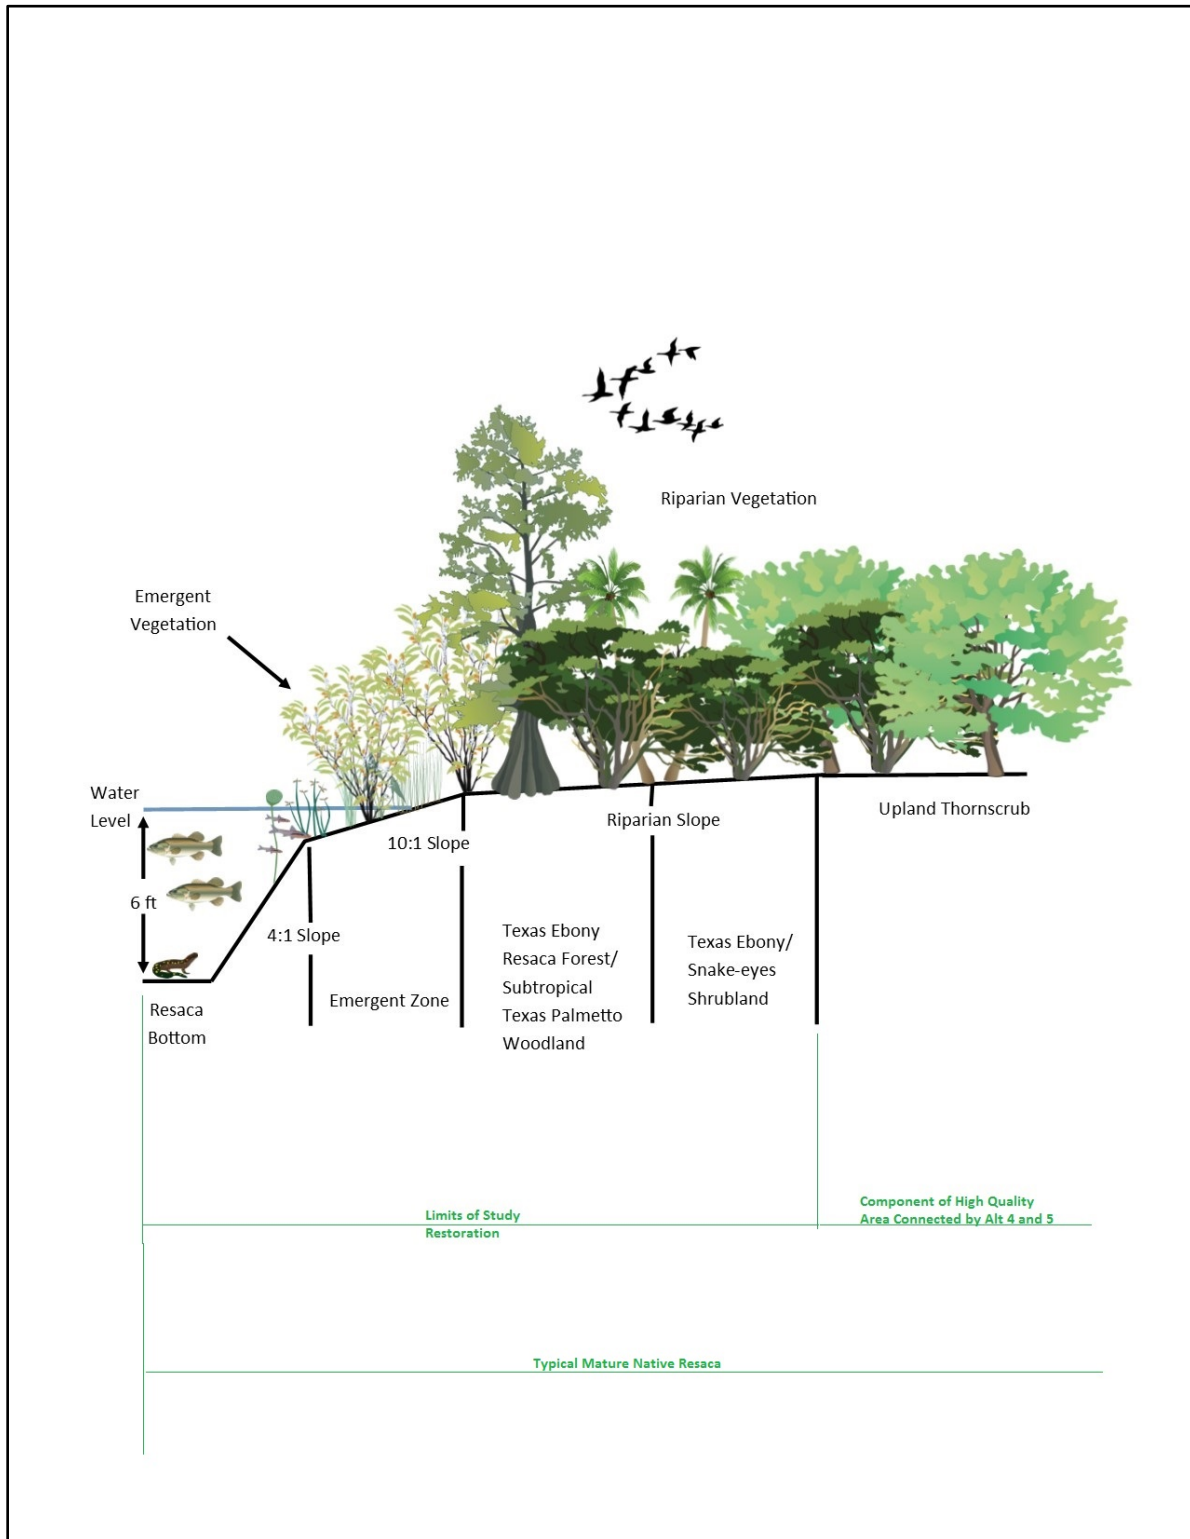 Riparian Vegetation
Emergent
Vegetation
Water
Level
Upland Thornscrub
Riparian Slope
10:1 Slope
6 ft
4:1 Slope
Texas Ebony
Resaca Forest/
Subtropical
Texas Palmetto
Woodland
Texas Ebony/
Snake-eyes
Shrubland
Emergent Zone
Resaca
Bottom
Limits of Study
Restoration
Component of High Quality
Area Connected by Alt 4 and 5
Typical Mature Native Resaca